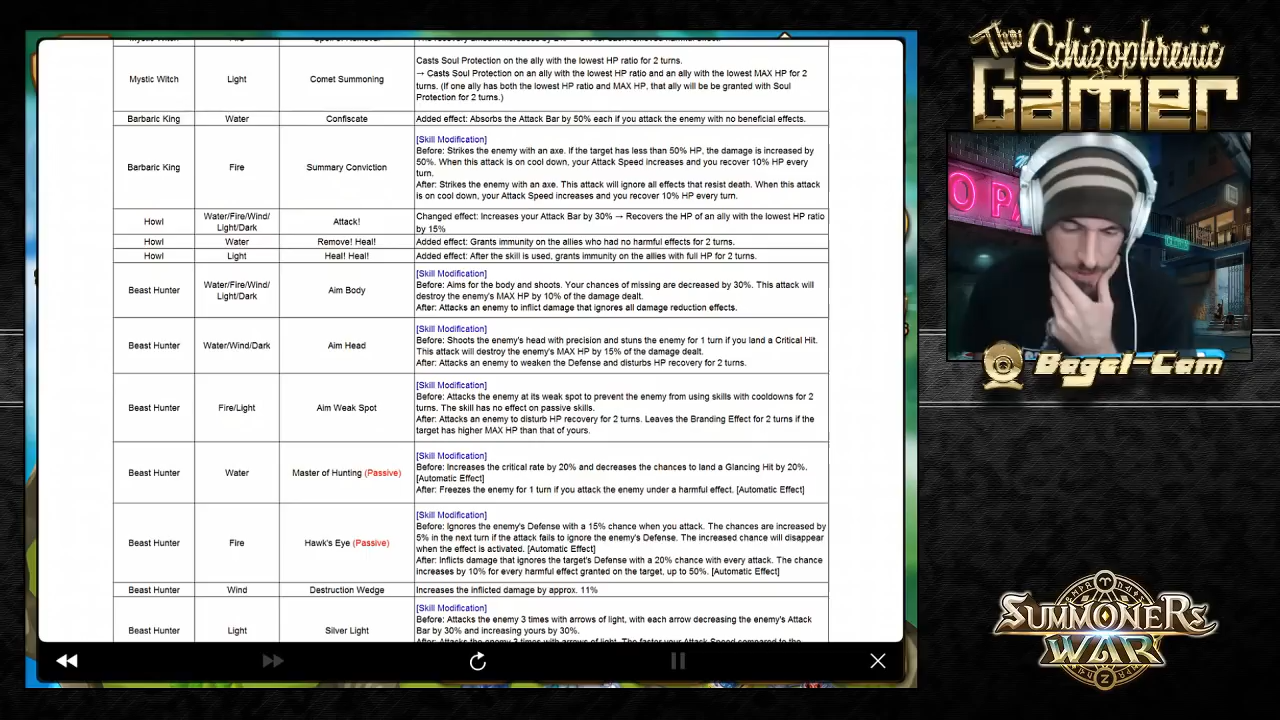 Mystic Witch
Light
Comet Summoning
Casts Soul Protection on the ally with the lowest HP ratio for 2 turns.
→ Casts Soul Protection on an ally with the lowest HP ratio and an ally with the lowest MAX HP for 2
turns. (If one ally has both the lowest HP ratio and MAX HP, that ally will be be granted with Soul
Protection for 2 turns.)
Barbaric King
Water
Confiscate
Added effect: Absorbs the Attack Bar by 50% each if you attack the enemy with no beneficial effects.
Barbaric King
Fire
Summary Conviction
[Skill Modification]
Before: Strikes the enemy with an axe. If the target has less than 50% HP, the damage is increased by
50%. When this attack is on cool down, your Attack Speed increases and you recover 10% HP every
turn.
After: Strikes the enemy with an axe. This attack will ignore all effects that resist death. When this attack
is on cool down, your Attack Speed increases and you recover 10% HP every turn.
Howl
Water/Fire/Wind/
Light/Dark
Attack!
Changed effect: Increases your Attack Bar by 30% → Recovers the HP of an ally with the lowest HP ratio
by 15%
Howl
Water
Remove! Heal!
Added effect: Grants immunity on the allies who had no harmful effects for 2 turns.
Howl
Light
Heal! Heal!
Added effect: After the skill is used, grants immunity on the allies with full HP for 2 turns.
Beast Hunter
Water/Fire/Wind/
Light/Dark
Aim Body
[Skill Modification]
Before: Aims for the body and shoots. Your chances of missing are decreased by 30%. This attack will
destroy the enemy's MAX HP by 10% of the damage dealt.
After: Attacks an enemy to inflict damage that ignores all damage reduction effects.
Beast Hunter
Water/Wind/Dark
Aim Head
[Skill Modification]
Before: Shoots the enemy's head with precision and stuns the enemy for 1 turn if you land a Critical Hit.
This attack will destroy the enemy's MAX HP by 15% of the damage dealt.
After: Attacks an enemy to weaken the Defense and disturbs HP recovery for 2 turns.
Beast Hunter
Fire/Light
Aim Weak Spot
[Skill Modification]
Before: Attacks the enemy at its weak spot to prevent the enemy from using skills with cooldowns for 2
turns. The skill has no effect on passive skills.
After: Attacks an enemy to disturb HP recovery for 2 turns. Leaves the Branding Effect for 2 turns if the
target has higher MAX HP than that of yours.
Beast Hunter
Water
Master of Hunting (Passive)
[Skill Modification]
Before: Increases the critical rate by 20% and decreases the chances to land a Glancing Hit by 20%.
[Automatic Effect]
After: Freezes the enemy for 1 turn if you attack the enemy under a harmful effect. [Automatic Effect]
Beast Hunter
Fire
Hawk's Eye (Passive)
[Skill Modification]
Before: Ignores the enemy's Defense with a 15% chance when you attack. The chances are increased by
5% in the next turn if the attack fails to ignore the enemy's Defense. The increased chance will disappear
when the effect is activated. [Automatic Effect]
After: Inflicts damage that ignores the target's Defense with a 20% chance with every attack. The chance
increases by 10% for every harmful effect granted on the target, up to 50%. [Automatic Effect]
Beast Hunter
Wind
Destruction Wedge
Increases the inflicted damage by approx. 11%
Beast Hunter
Light
Silver Light
[Skill Modification]
Before: Attacks the enemy 3 times with arrows of light, with each arrow decreasing the enemy's Attack
Bar by 30% and increasing yours by 30%.
The
Schizophrenic
Gamer
Bagel-Cam
SUMMONERS
WAR